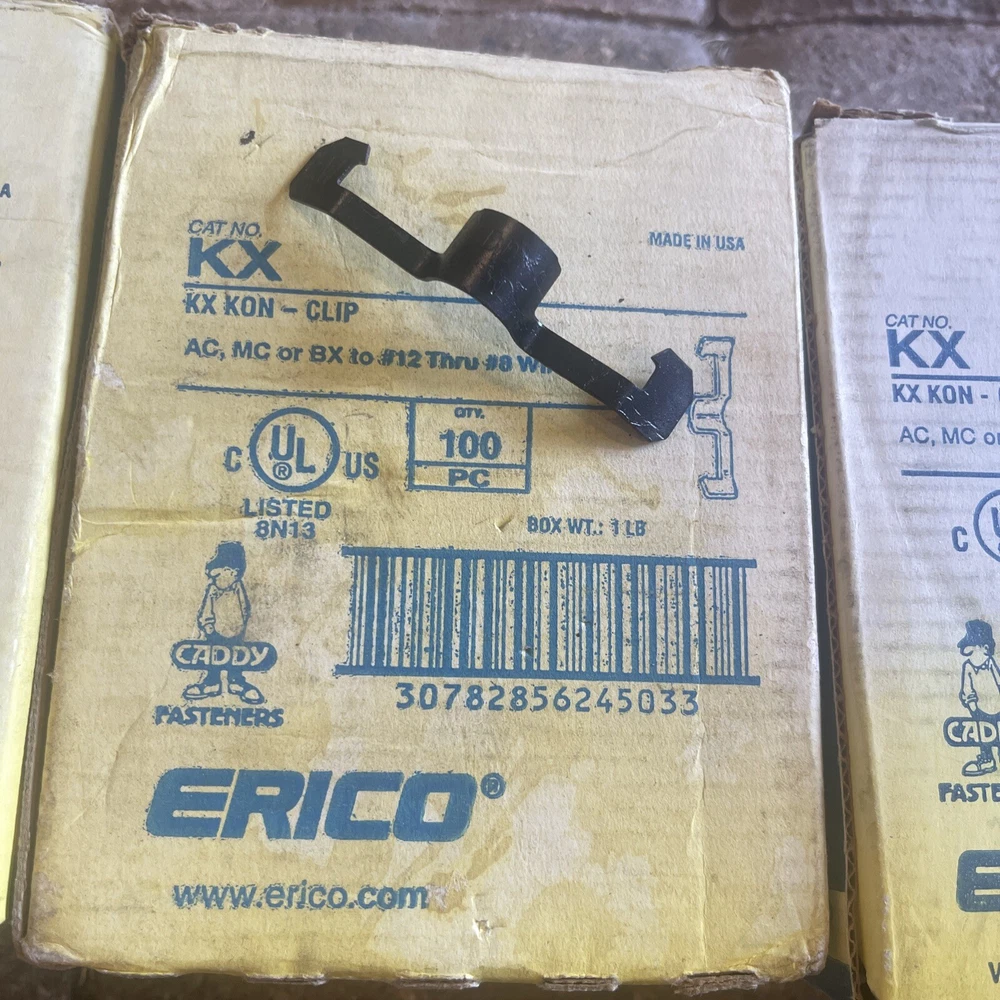 A
CAT NO.
KX
MADE IN USA
KX KON - CLIP
AC, MC or BX to #12 Thru #8
C UL ® US
LISTED
8N13
QTY.
100
PC
BOX WT.: 1 LB
CADDY
FASTENERS
30782856245033
ERICO®
www.erico.com
CAT NO.
KX
KX KON -
AC, MC
C
CAD
FASTE
E